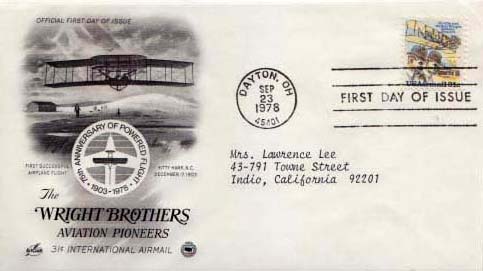 OFFICIAL FIRST DAY OF ISSUE
75th ANNIVERSARY OF POWERED FLIGHT
• 1903-1978 •
FIRST SUCCESSFUL
AIRPLANE FLIGHT
KITTY HAWK, N.C.
DECEMBER 17, 1903
The
WRIGHT BROTHERS
AVIATION PIONEERS
31¢ INTERNATIONAL AIRMAIL
DAYTON, OH
SEP
23
1978
45401
FIRST DAY OF ISSUE
USAirmail 31c
Mrs. Lawrence Lee
43-791 Towne Street
Indio, California 92201